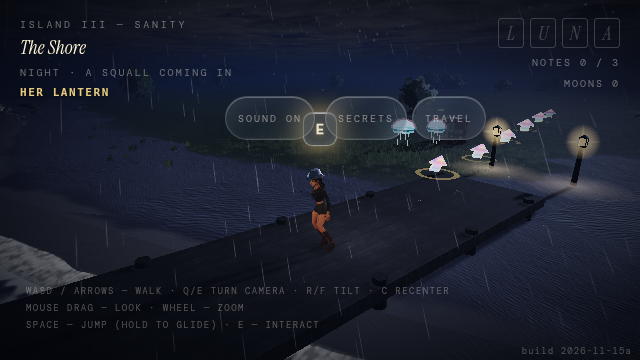 ISLAND III — SANITY
The Shore
NIGHT · A SQUALL COMING IN
HER LANTERN
L U N A
NOTES 0 / 3
MOONS 0
SOUND ON
E
SECRETS
TRAVEL
WASD / ARROWS — WALK · Q/E TURN CAMERA · R/F TILT · C RECENTER
MOUSE DRAG — LOOK · WHEEL — ZOOM
SPACE — JUMP (HOLD TO GLIDE) · E — INTERACT
build 2026-11-15a